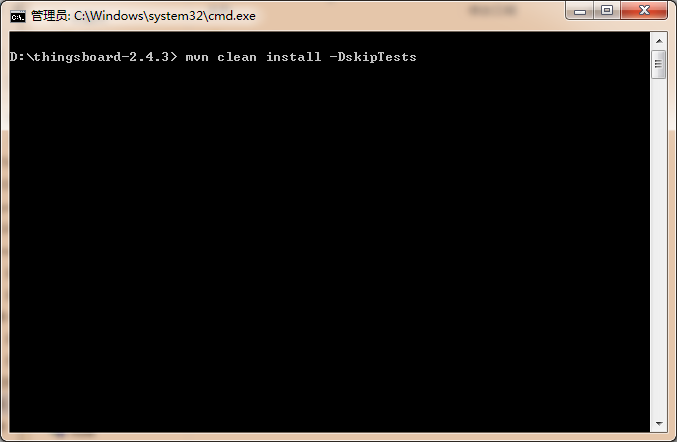 管理员: C:\Windows\system32\cmd.exe
D:\thingsboard-2.4.3> mvn clean install -DskipTests